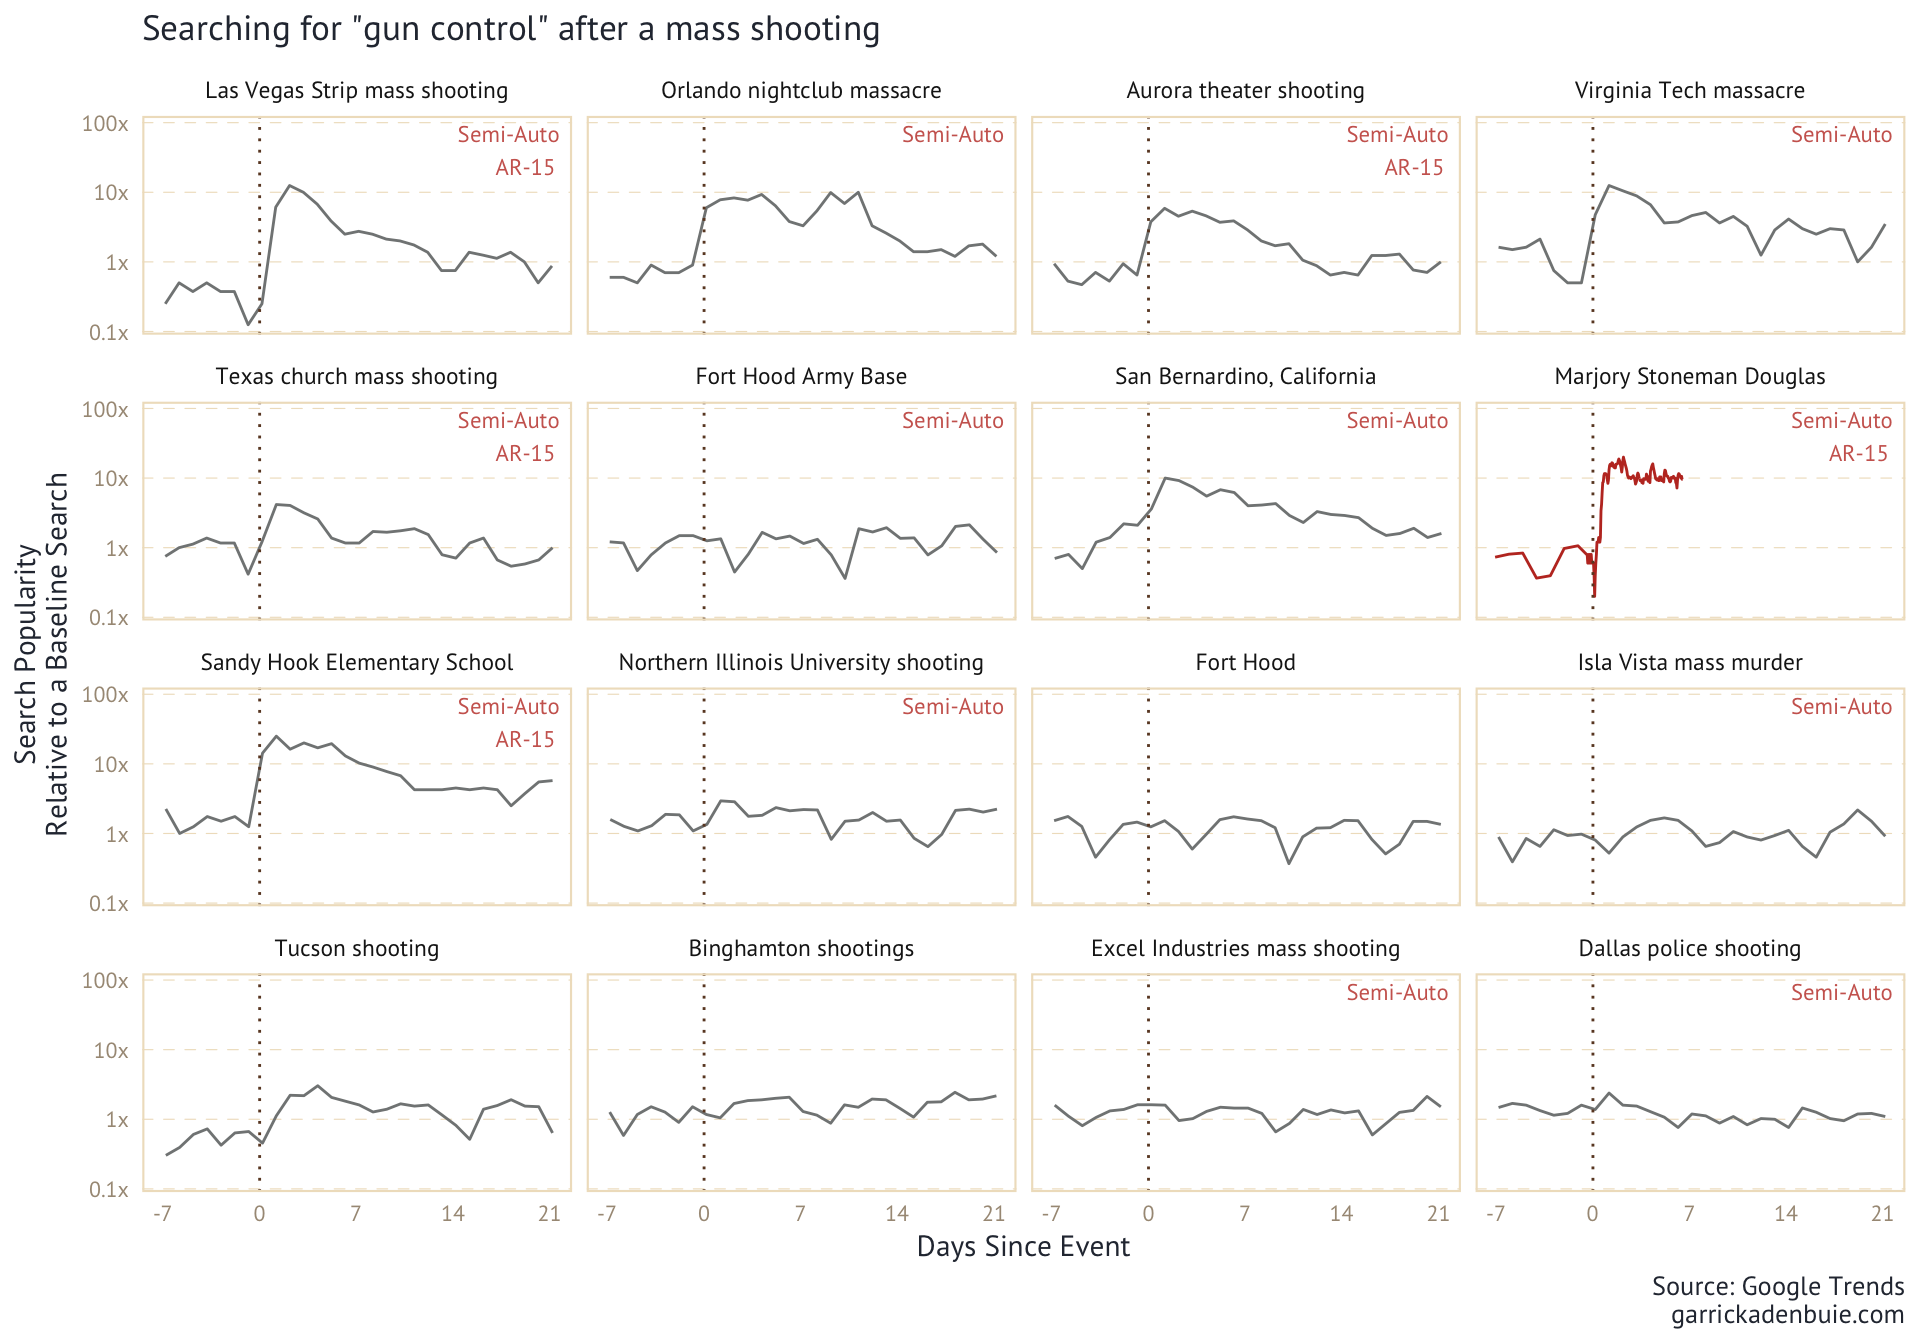 Searching for "gun control" after a mass shooting
Las Vegas Strip mass shooting
Orlando nightclub massacre
Aurora theater shooting
Virginia Tech massacre
100x
10x
1x
0.1x
Semi-Auto
AR-15
Semi-Auto
Semi-Auto
AR-15
Semi-Auto
Texas church mass shooting
Fort Hood Army Base
San Bernardino, California
Marjory Stoneman Douglas
100x
10x
1x
0.1x
Semi-Auto
AR-15
Semi-Auto
Semi-Auto
Semi-Auto
AR-15
Search Popularity
Relative to a Baseline Search
Sandy Hook Elementary School
Northern Illinois University shooting
Fort Hood
Isla Vista mass murder
100x
10x
1x
0.1x
Semi-Auto
AR-15
Semi-Auto
Semi-Auto
Tucson shooting
Binghamton shootings
Excel Industries mass shooting
Dallas police shooting
100x
10x
1x
0.1x
Semi-Auto
Semi-Auto
-7 0 7 14 21
-7 0 7 14 21
-7 0 7 14 21
-7 0 7 14 21
Days Since Event
Source: Google Trends
garrickadenbuie.com